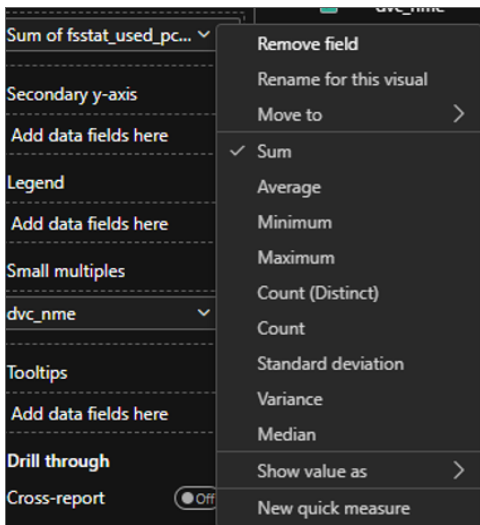 dvc_nme
Sum of fsstat_used_pc...
Secondary y-axis
Add data fields here
Legend
Add data fields here
Small multiples
dvc_nme
Tooltips
Add data fields here
Drill through
Cross-report
Off
Remove field
Rename for this visual
Move to
Sum
Average
Minimum
Maximum
Count (Distinct)
Count
Standard deviation
Variance
Median
Show value as
New quick measure